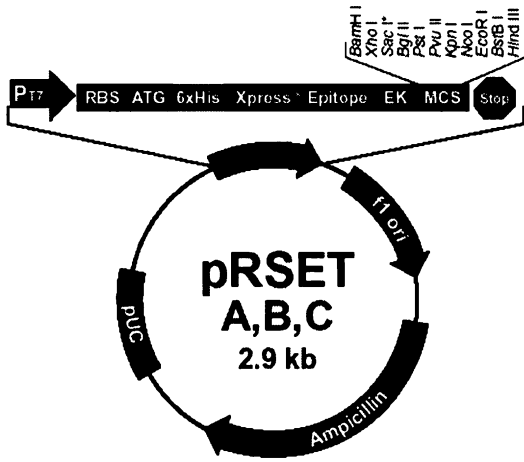 BamH I
Xho I
Sac I*
Bgl II
Pst I
Pvu II
Kpn I
Nco I
EcoR I
BstB I
Hind III
PT7 RBS ATG 6xHis Xpress™ Epitope EK MCS Stop
f1 ori
pRSET
A,B,C
2.9 kb
pUC
Ampicillin